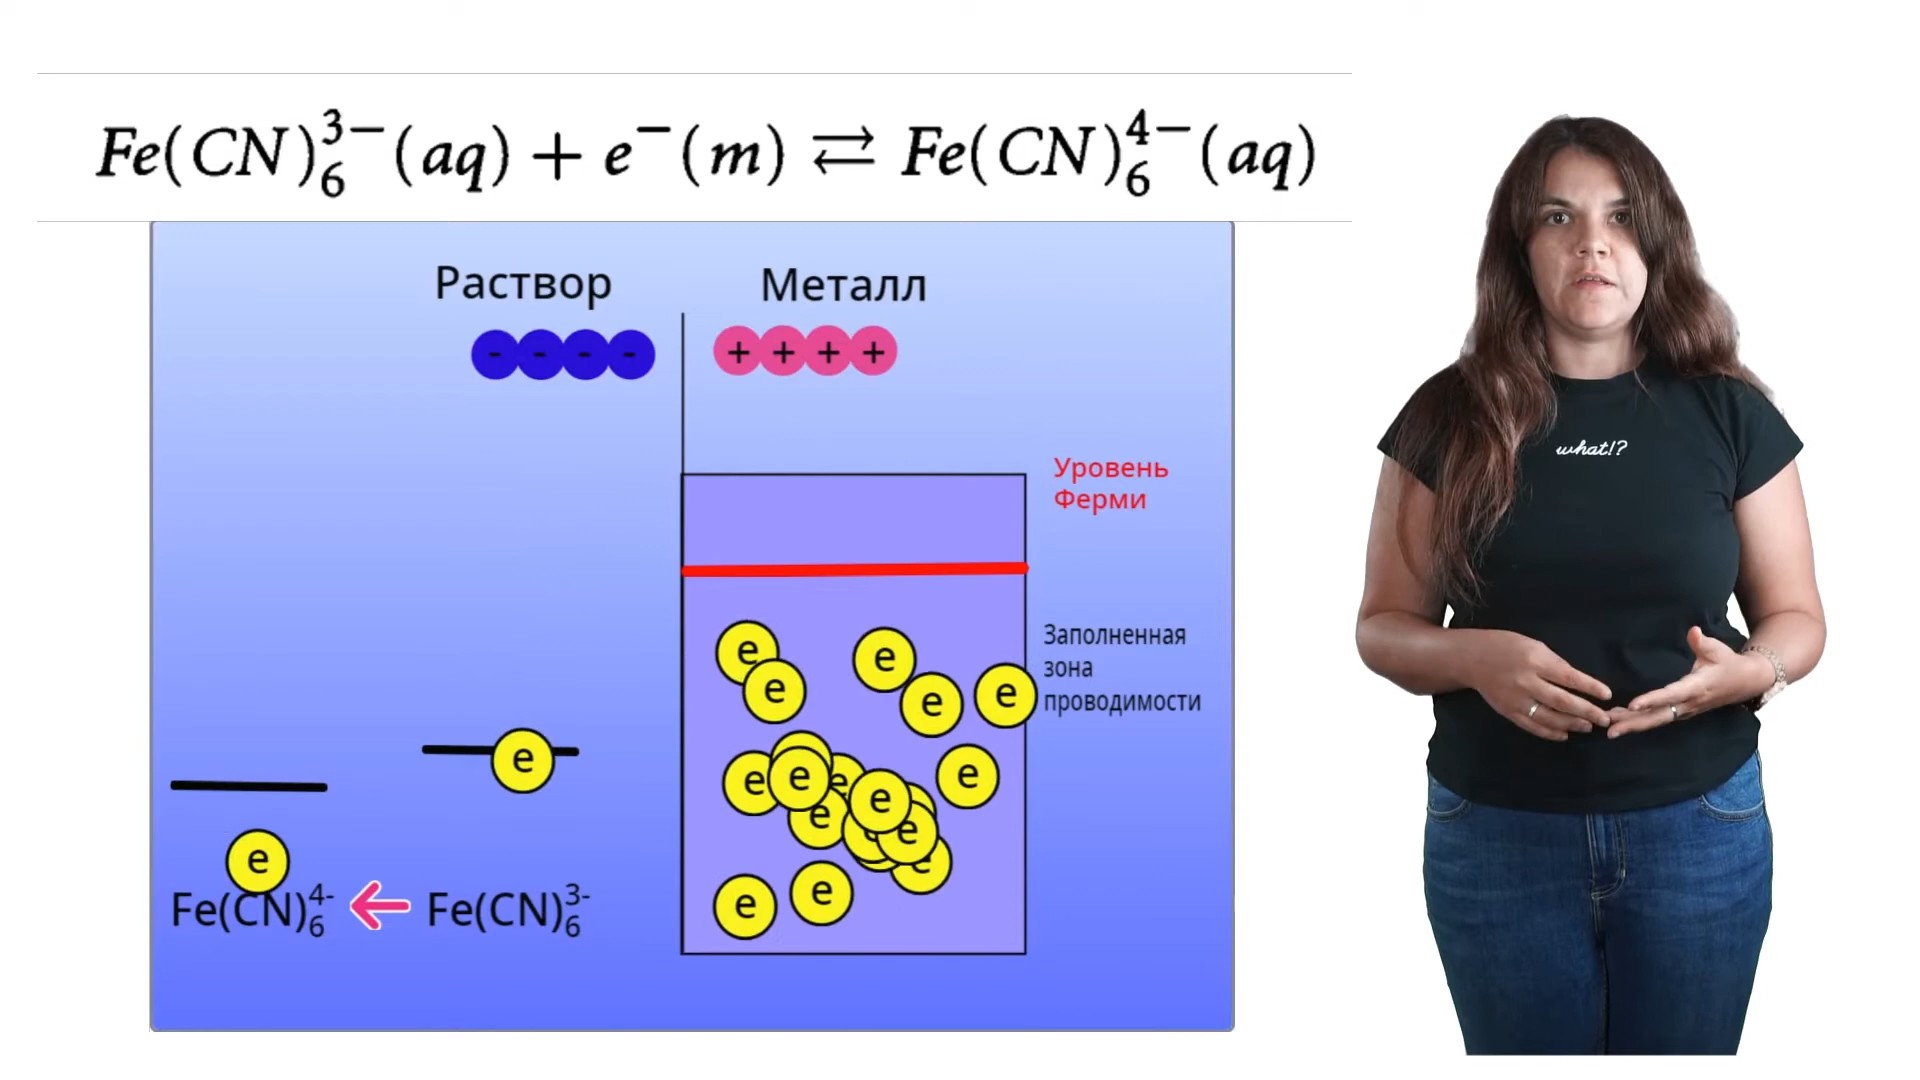 Fe(CN)₆³⁻(aq) + e⁻(m) ⇄ Fe(CN)₆⁴⁻(aq)
Раствор
Металл
- - - -
+ + + +
Уровень
Ферми
what!?
Заполненная
зона
проводимости
e e e e e
e
e e e e e
e e e e
e
e e
Fe(CN)₆⁴⁻ ← Fe(CN)₆³⁻